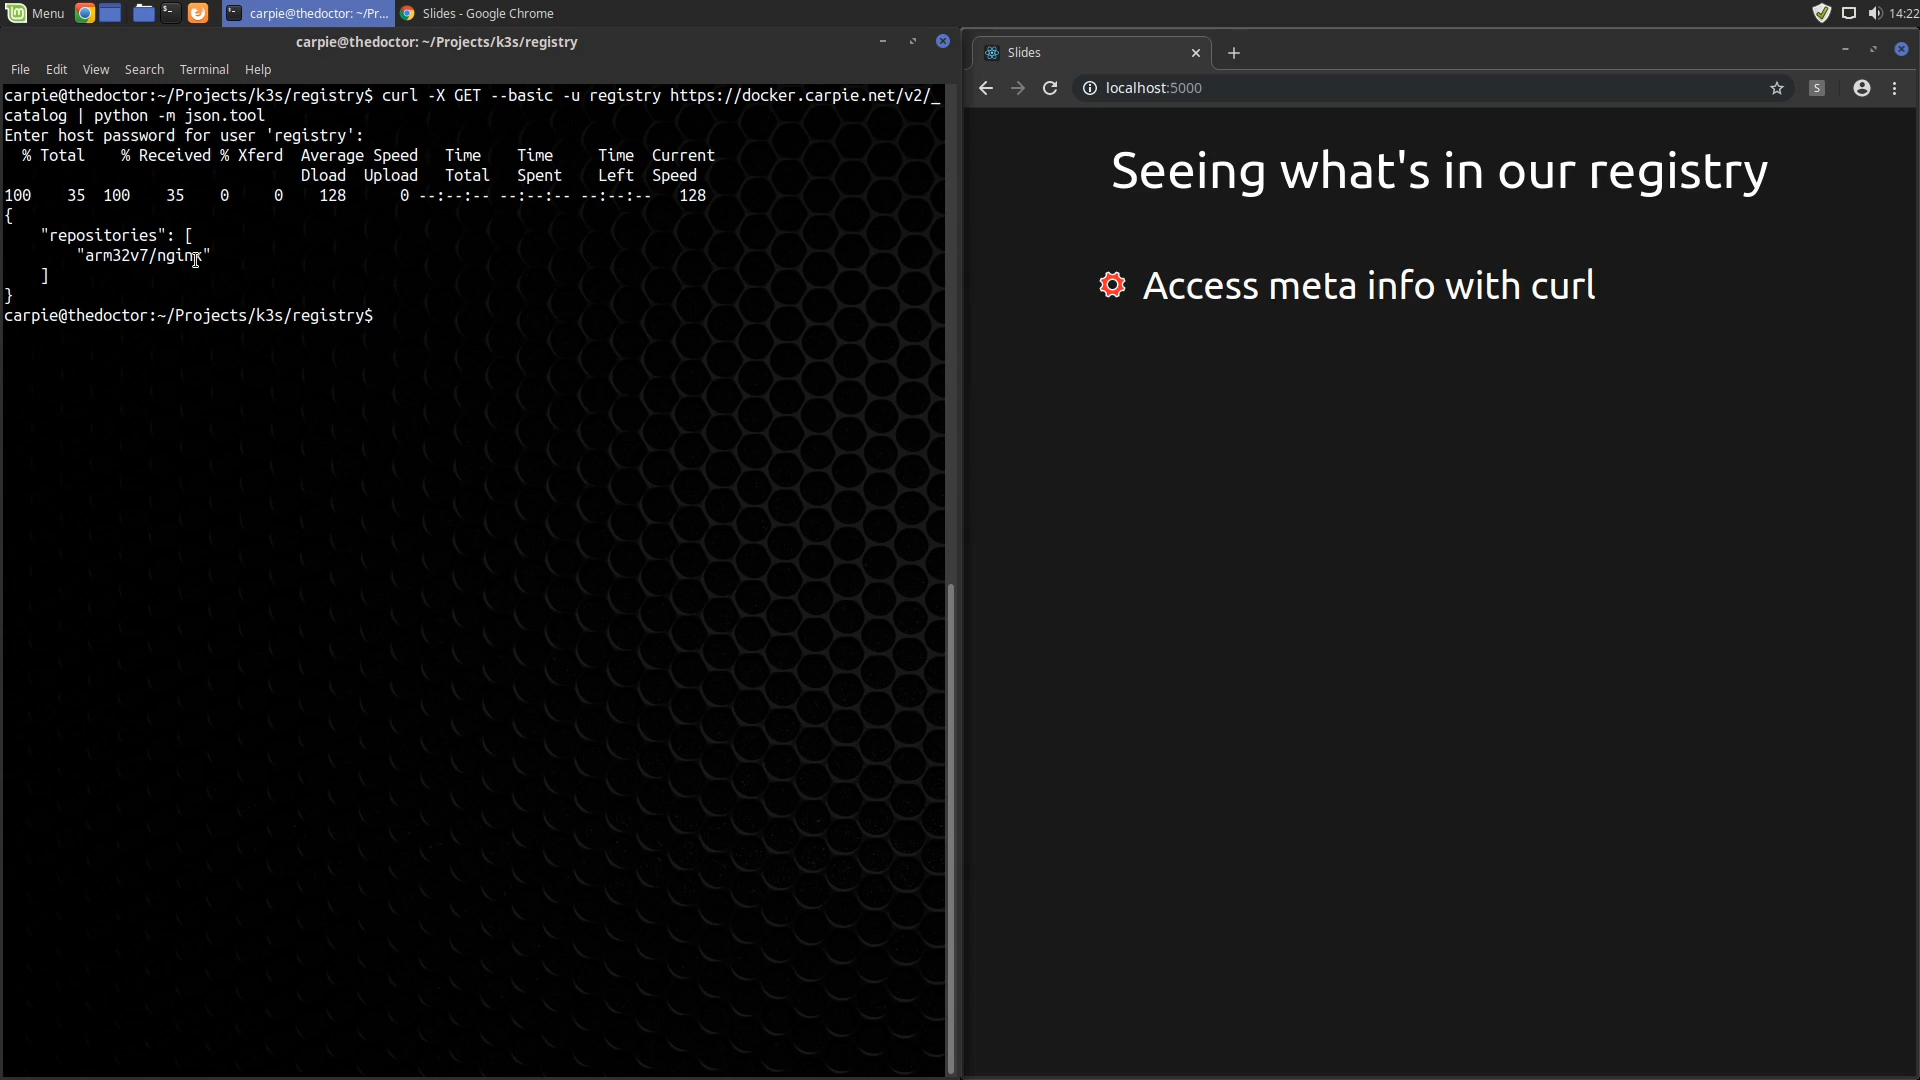 Menu
carpie@thedoctor: ~/Pr...
Slides - Google Chrome
14:22
carpie@thedoctor: ~/Projects/k3s/registry
File Edit View Search Terminal Help
carpie@thedoctor:~/Projects/k3s/registry$ curl -X GET --basic -u registry https://docker.carpie.net/v2/_
catalog | python -m json.tool
Enter host password for user 'registry':
  % Total    % Received % Xferd  Average Speed   Time    Time     Time  Current
                                 Dload  Upload   Total   Spent    Left  Speed
100    35  100    35    0     0    128      0 --:--:-- --:--:-- --:--:--   128
{
    "repositories": [
        "arm32v7/nginx"
    ]
}
carpie@thedoctor:~/Projects/k3s/registry$
Slides
localhost:5000
S
Seeing what's in our registry
Access meta info with curl